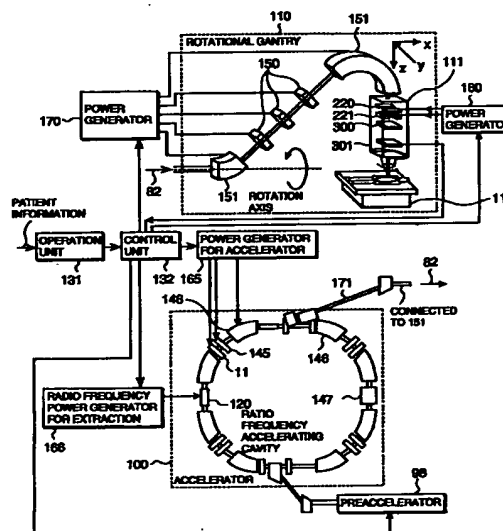 110
151
ROTATIONAL GANTRY
x
y
z
111
150
220
221
300
301
180
POWER
GENERATOR
170
POWER
GENERATOR
82
151
ROTATION
AXIS
11
PATIENT
INFORMATION
OPERATION
UNIT
131
CONTROL
UNIT
132
POWER GENERATOR
FOR ACCELERATOR
165
171
82
CONNECTED
TO 151
148
145
11
146
RADIO FREQUENCY
POWER GENERATOR
FOR EXTRACTION
166
120
147
RATIO
FREQUENCY
ACCELERATING
CAVITY
100
ACCELERATOR
98
PREACCELERATOR